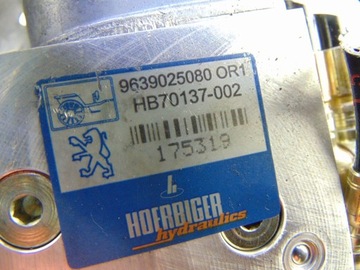 9639025080 OR1
HB70137-002
175319
HOERBIGER
hydraulics